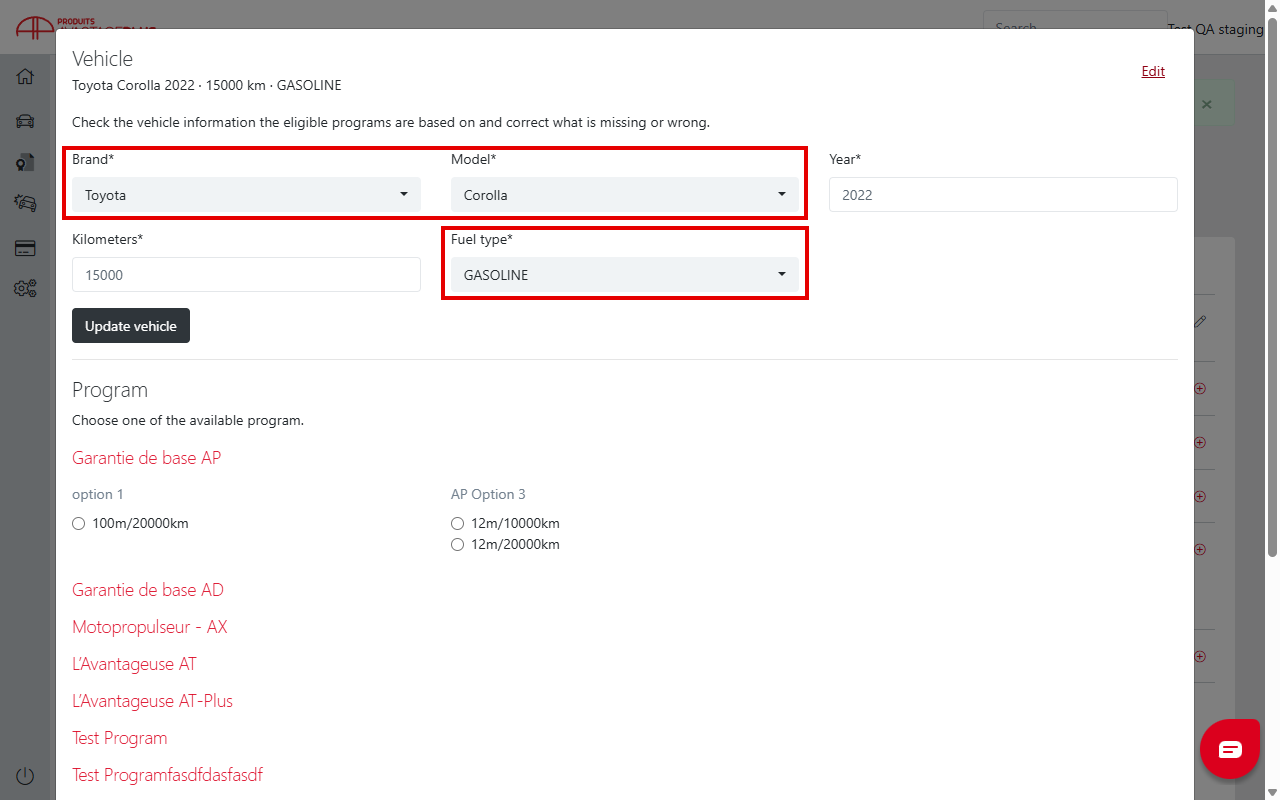 PRODUITS
Search
Test QA staging
Vehicle
Toyota Corolla 2022 · 15000 km · GASOLINE
Edit
Check the vehicle information the eligible programs are based on and correct what is missing or wrong.
Brand* Model* Year*
Toyota Corolla 2022
Kilometers* Fuel type*
15000 GASOLINE
Update vehicle
Program
Choose one of the available program.
Garantie de base AP
option 1 AP Option 3
100m/20000km 12m/10000km
12m/20000km
Garantie de base AD
Motopropulseur - AX
L'Avantageuse AT
L'Avantageuse AT-Plus
Test Program
Test Programfasdfdasfasdf